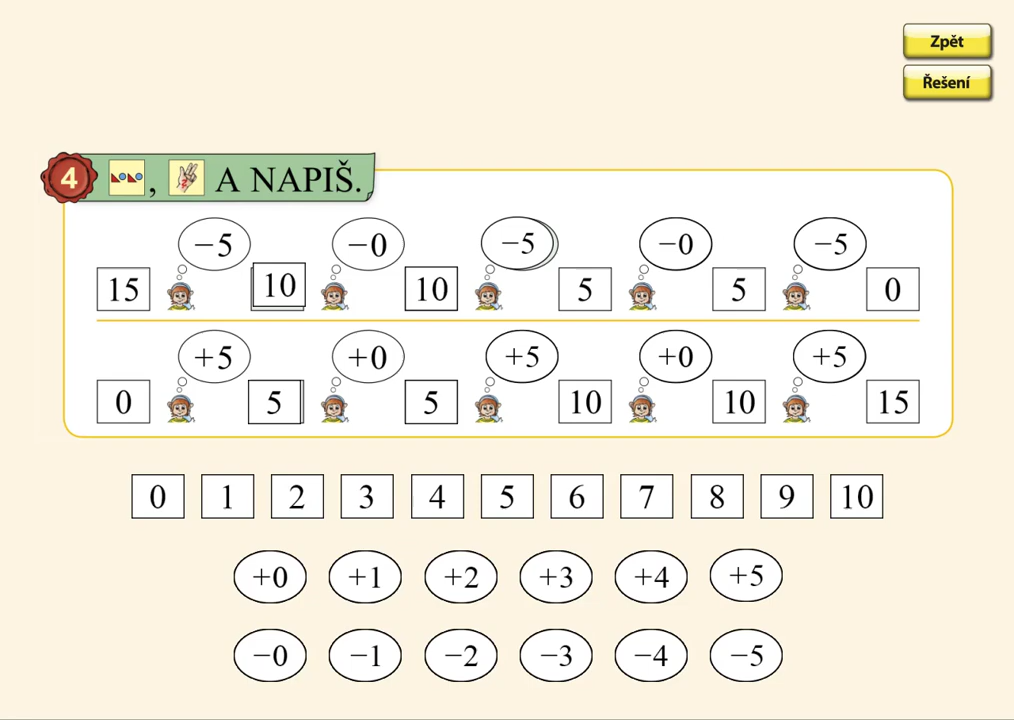 Zpět
Řešení
4 , A NAPIŠ.
−5 −0 −5 −0 −5
15 10 10 5 5 0
+5 +0 +5 +0 +5
0 5 5 10 10 15
0 1 2 3 4 5 6 7 8 9 10
+0 +1 +2 +3 +4 +5
−0 −1 −2 −3 −4 −5